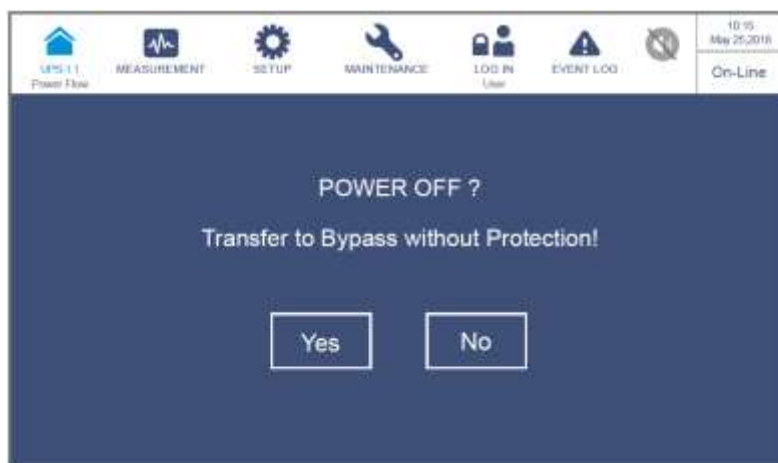 10:15
May 25,2016
UPS-1.1
MEASUREMENT
SETUP
MAINTENANCE
LOG IN
EVENT LOG
On-Line
Power Flow
User
POWER OFF ?
Transfer to Bypass without Protection!
Yes
No